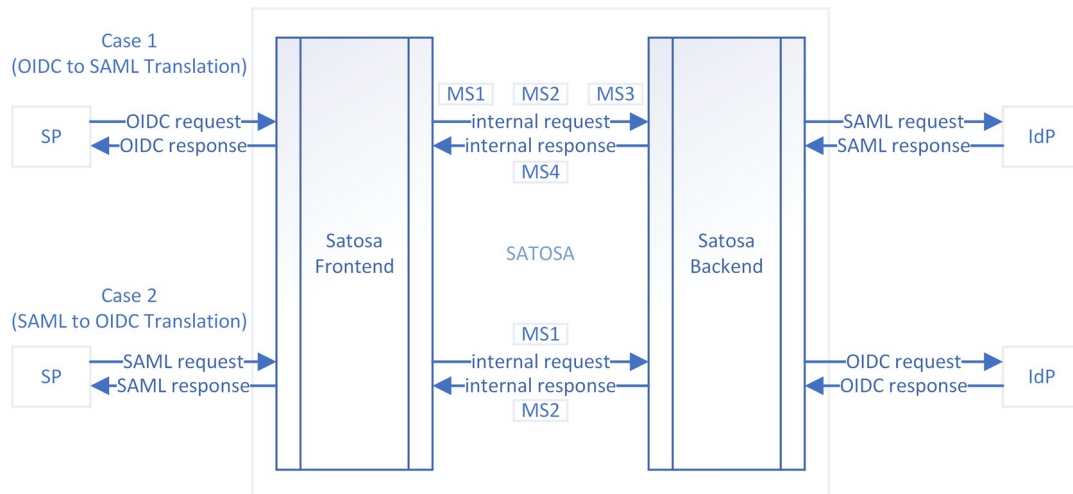 Case 1
(OIDC to SAML Translation)
MS1 MS2 MS3
SP
OIDC request
OIDC response
internal request
internal response
SAML request
SAML response
IdP
MS4
Satosa
Frontend
SATOSA
Satosa
Backend
Case 2
(SAML to OIDC Translation)
MS1
SP
SAML request
SAML response
internal request
internal response
OIDC request
OIDC response
IdP
MS2